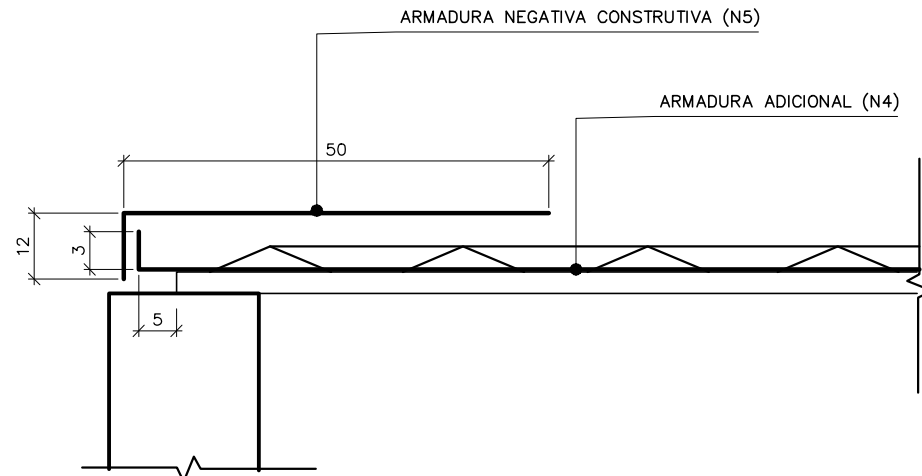 ARMADURA NEGATIVA CONSTRUTIVA (N5)
ARMADURA ADICIONAL (N4)
50
12
3
5